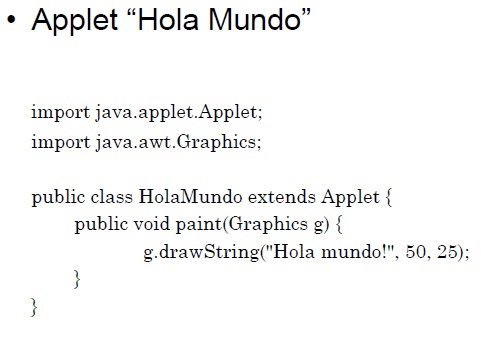 • Applet “Hola Mundo”
import java.applet.Applet;
import java.awt.Graphics;
public class HolaMundo extends Applet {
public void paint(Graphics g) {
g.drawString("Hola mundo!", 50, 25);
}
}